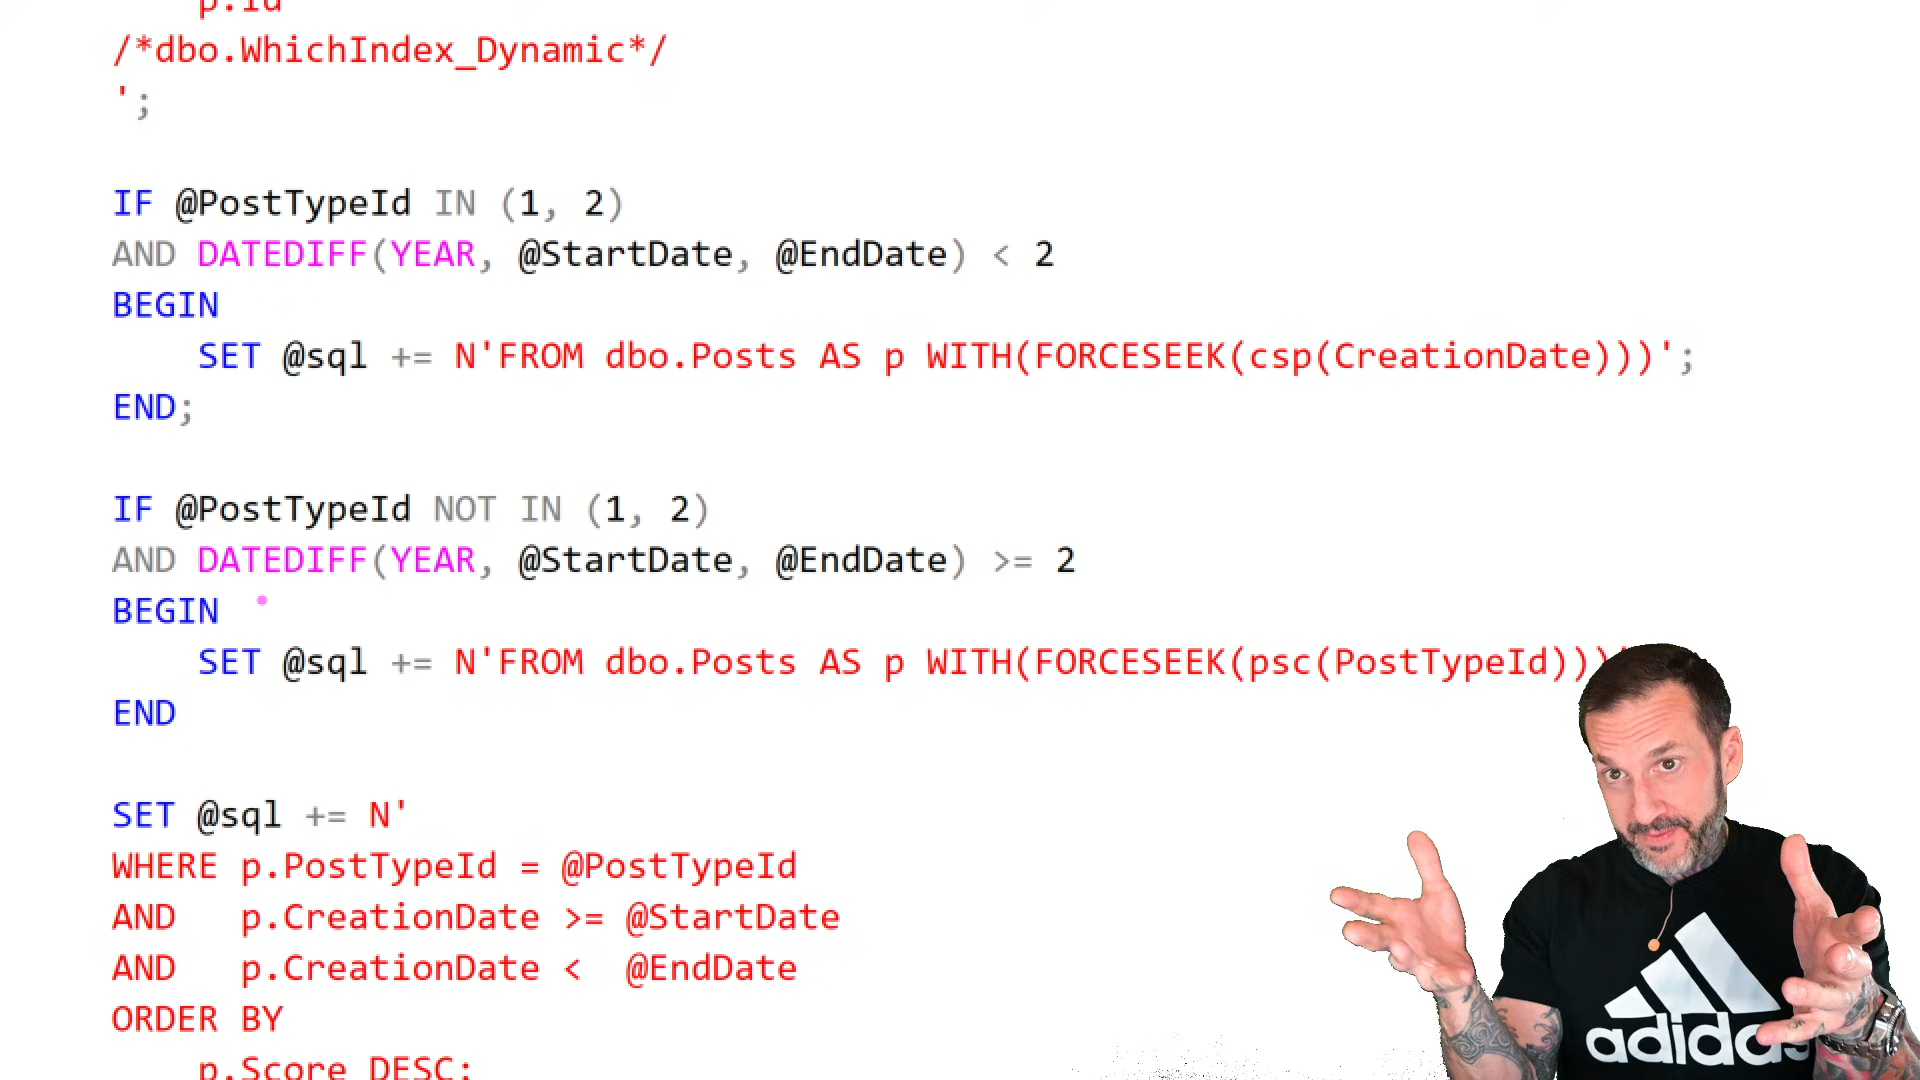 p.Id
/*dbo.WhichIndex_Dynamic*/
';
IF @PostTypeId IN (1, 2)
AND DATEDIFF(YEAR, @StartDate, @EndDate) < 2
BEGIN
    SET @sql += N'FROM dbo.Posts AS p WITH(FORCESEEK(csp(CreationDate)))';
END;
IF @PostTypeId NOT IN (1, 2)
AND DATEDIFF(YEAR, @StartDate, @EndDate) >= 2
BEGIN
    SET @sql += N'FROM dbo.Posts AS p WITH(FORCESEEK(psc(PostTypeId)))'
END
SET @sql += N'
WHERE p.PostTypeId = @PostTypeId
AND   p.CreationDate >= @StartDate
AND   p.CreationDate <  @EndDate
ORDER BY
    p.Score DESC;
adidas